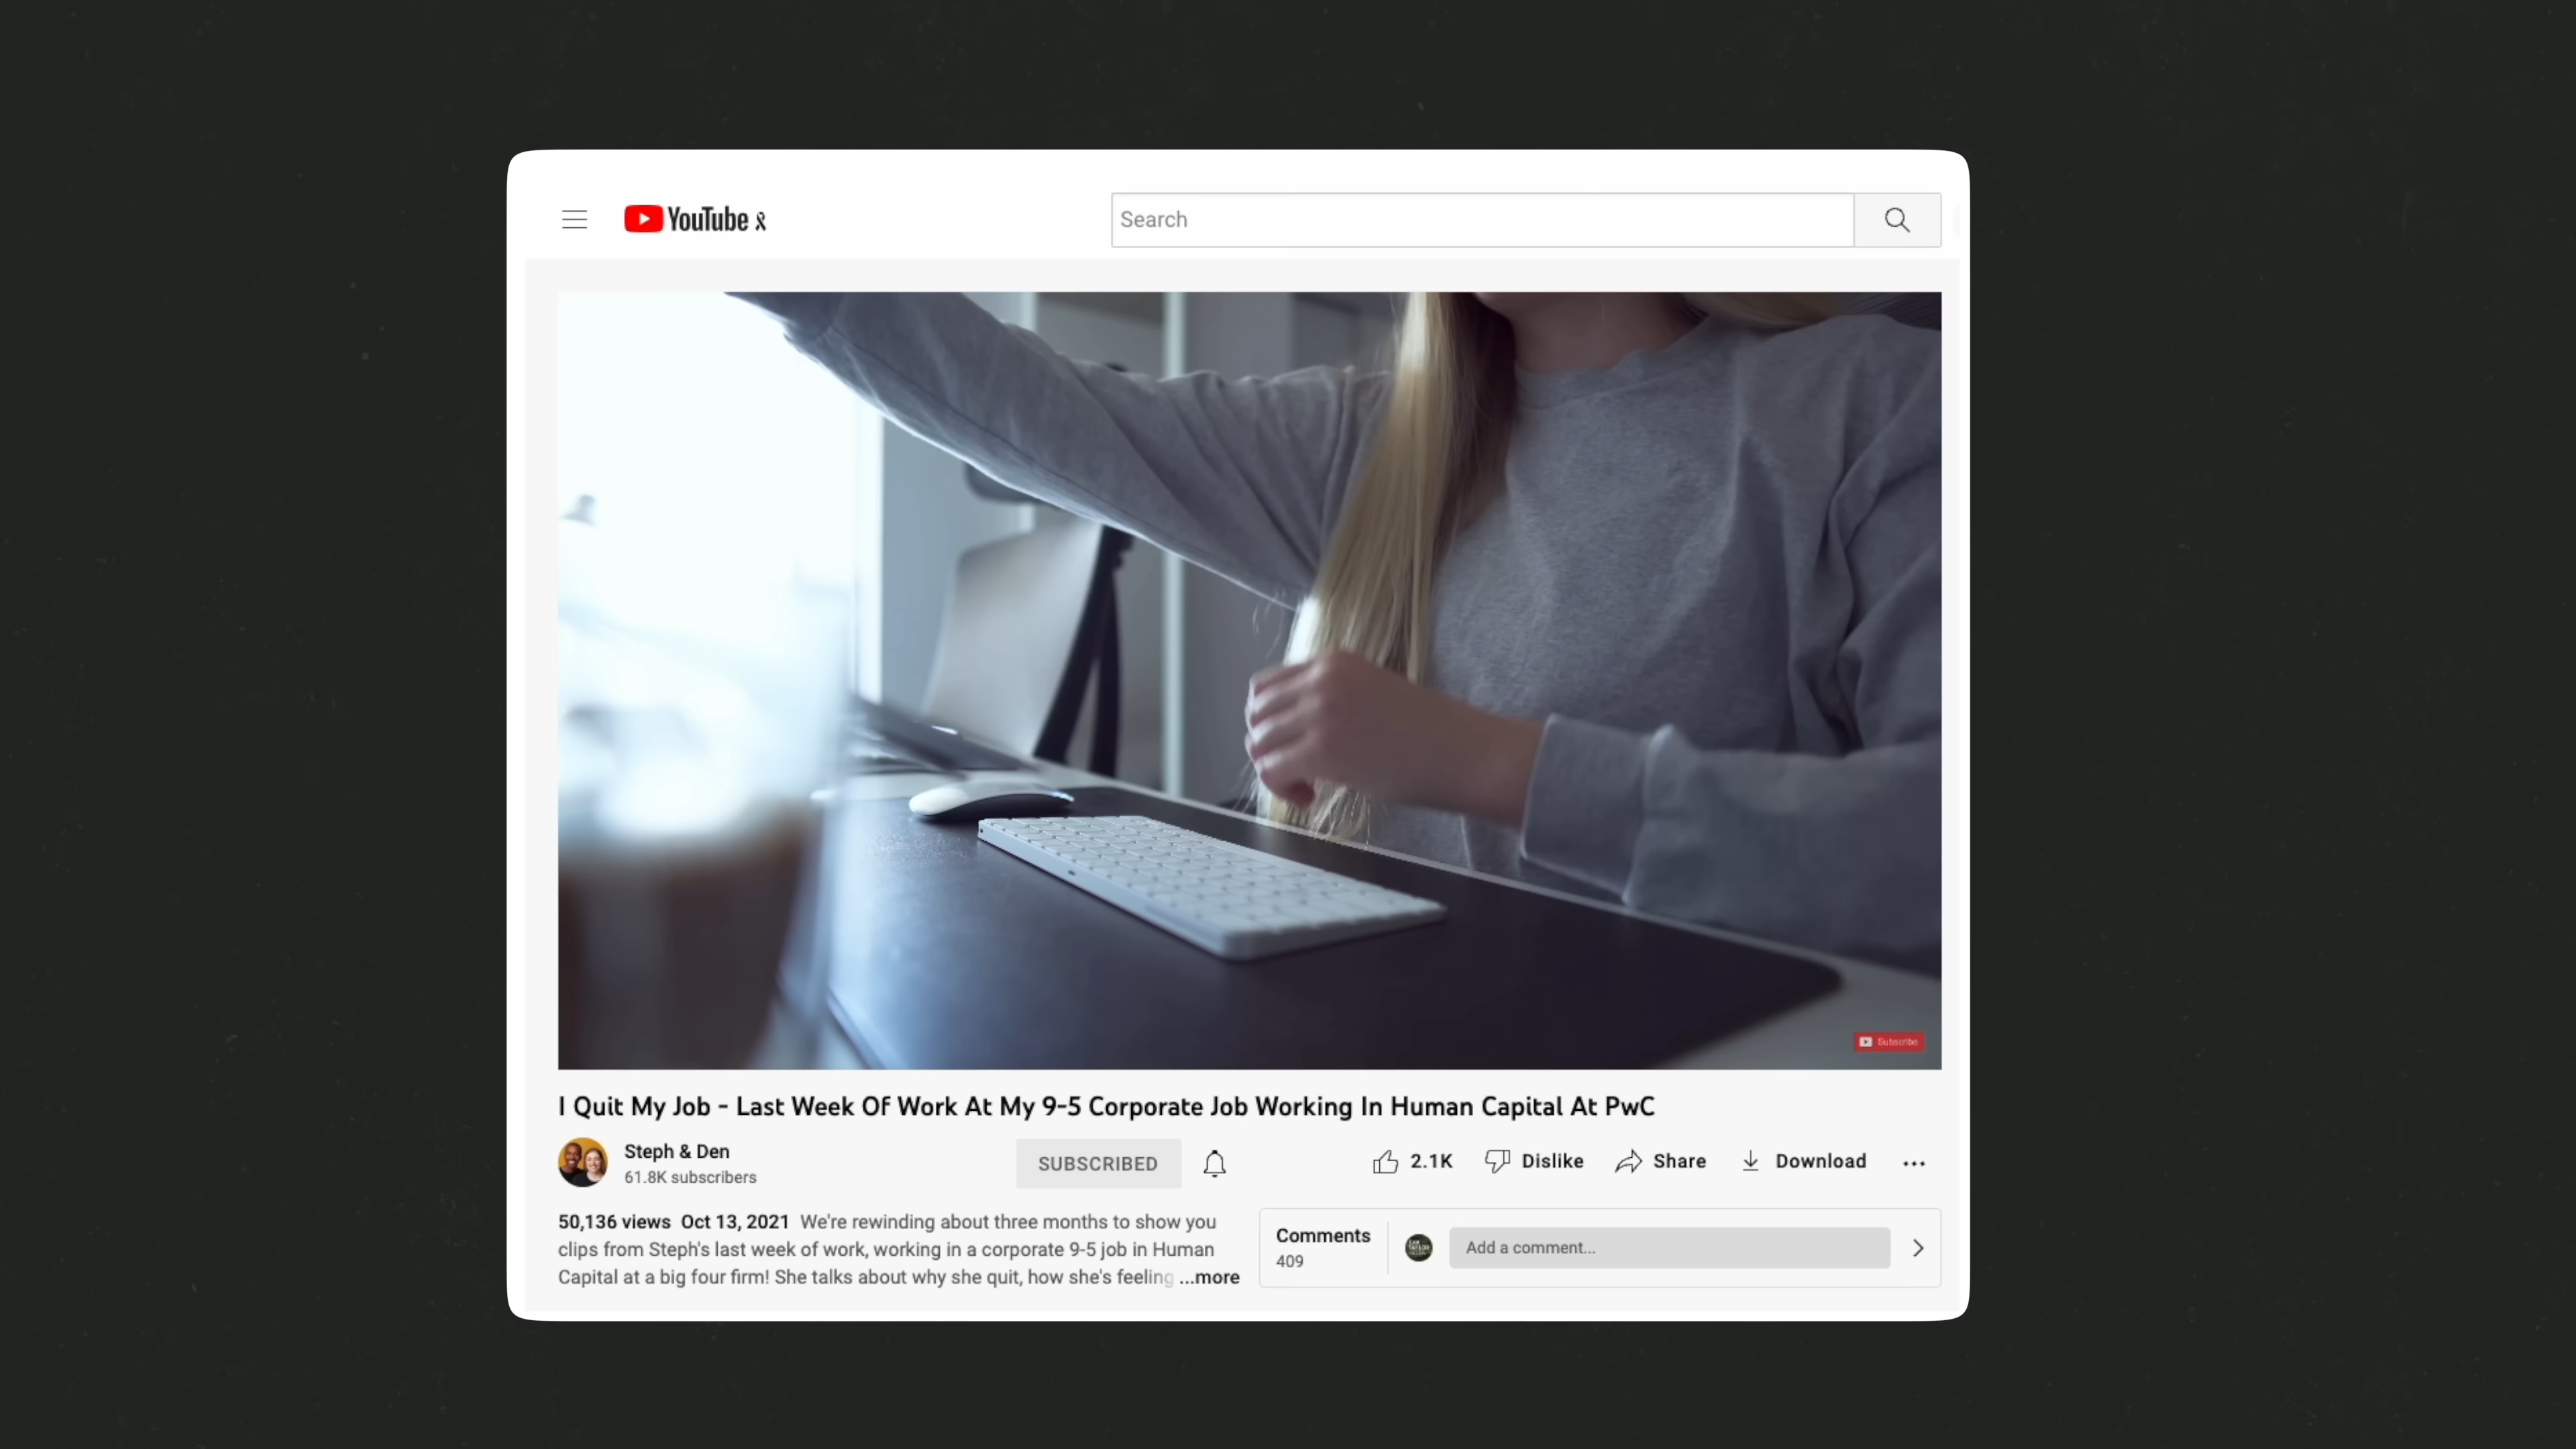 YouTube
Search
Subscribe
I Quit My Job - Last Week Of Work At My 9-5 Corporate Job Working In Human Capital At PwC
Steph & Den
61.8K subscribers
SUBSCRIBED
2.1K
Dislike
Share
Download
50,136 views Oct 13, 2021 We're rewinding about three months to show you
clips from Steph's last week of work, working in a corporate 9-5 job in Human
Capital at a big four firm! She talks about why she quit, how she's feeling ...more
Comments
409
Add a comment...